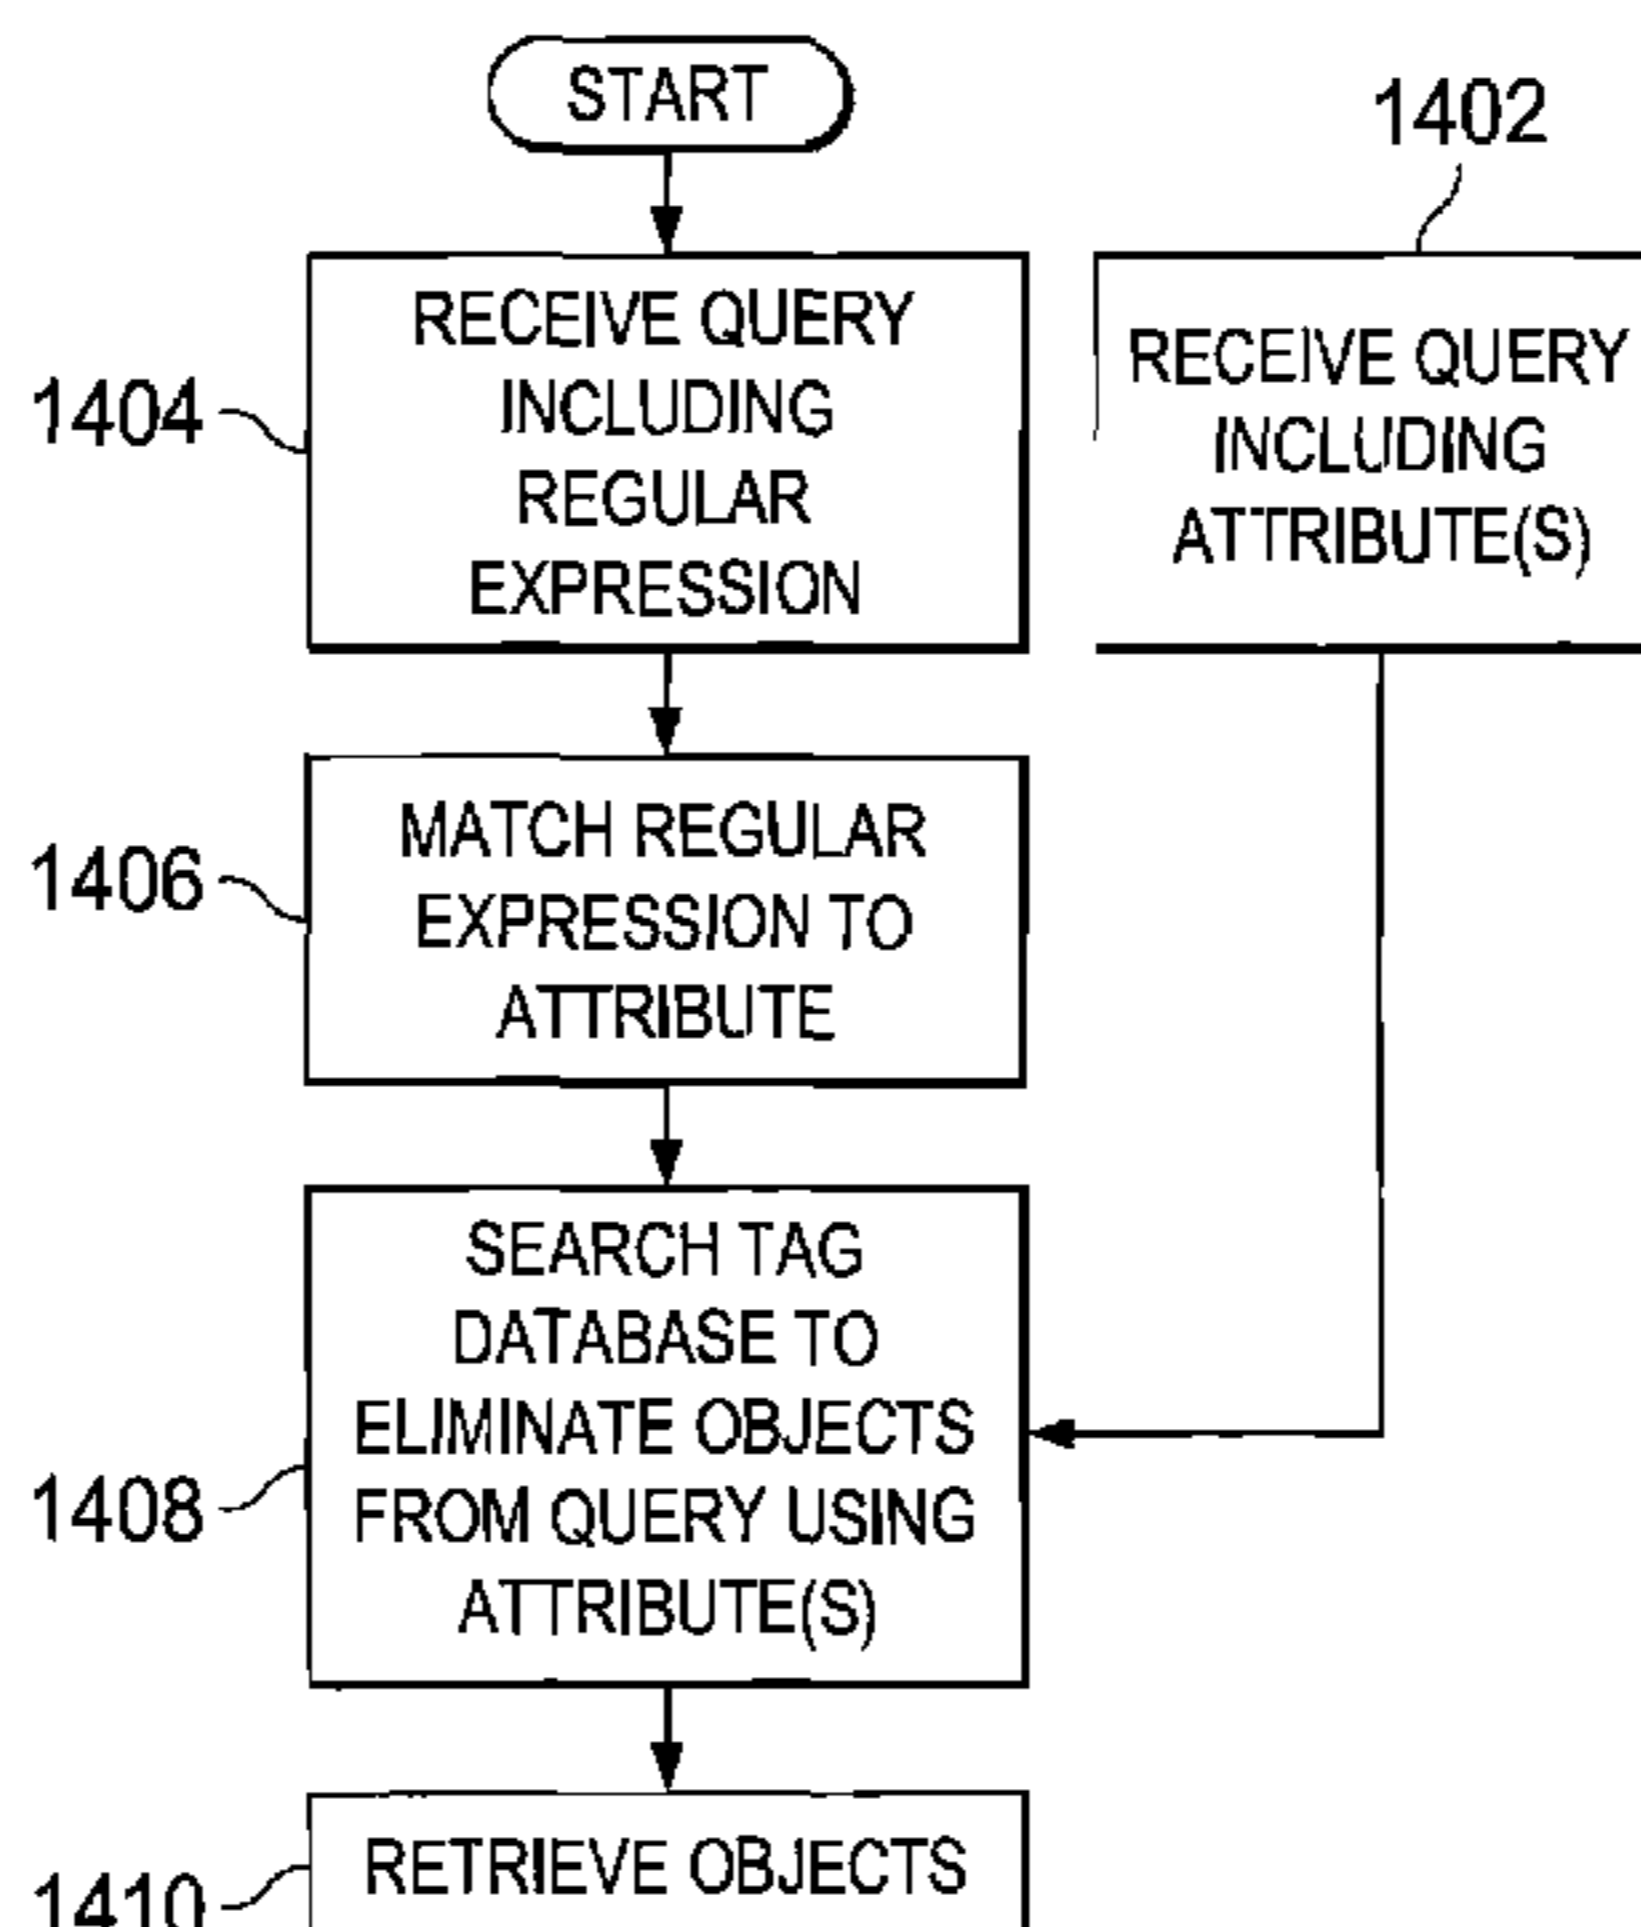 START
1402
RECEIVE QUERY
INCLUDING
REGULAR
EXPRESSION
1404
RECEIVE QUERY
INCLUDING
ATTRIBUTE(S)
MATCH REGULAR
EXPRESSION TO
ATTRIBUTE
1406
SEARCH TAG
DATABASE TO
ELIMINATE OBJECTS
FROM QUERY USING
ATTRIBUTE(S)
1408
RETRIEVE OBJECTS
1410